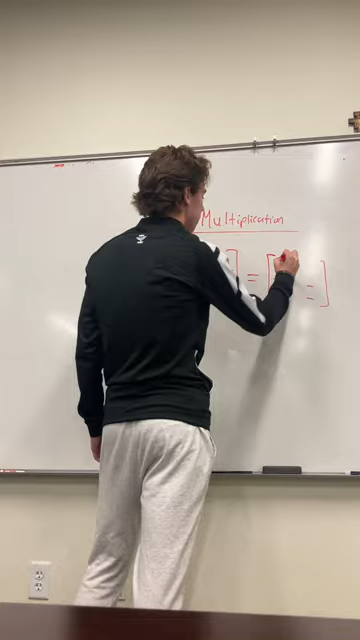 Multiplication
] = [ = ]